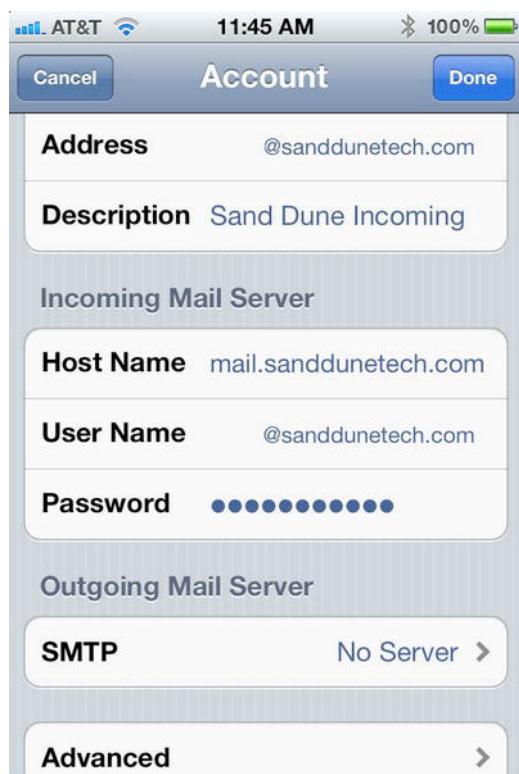 AT&T 11:45 AM 100%
Cancel Account Done
Address @sanddunetech.com
Description Sand Dune Incoming
Incoming Mail Server
Host Name mail.sanddunetech.com
User Name @sanddunetech.com
Password ●●●●●●●●●●●
Outgoing Mail Server
SMTP No Server >
Advanced >